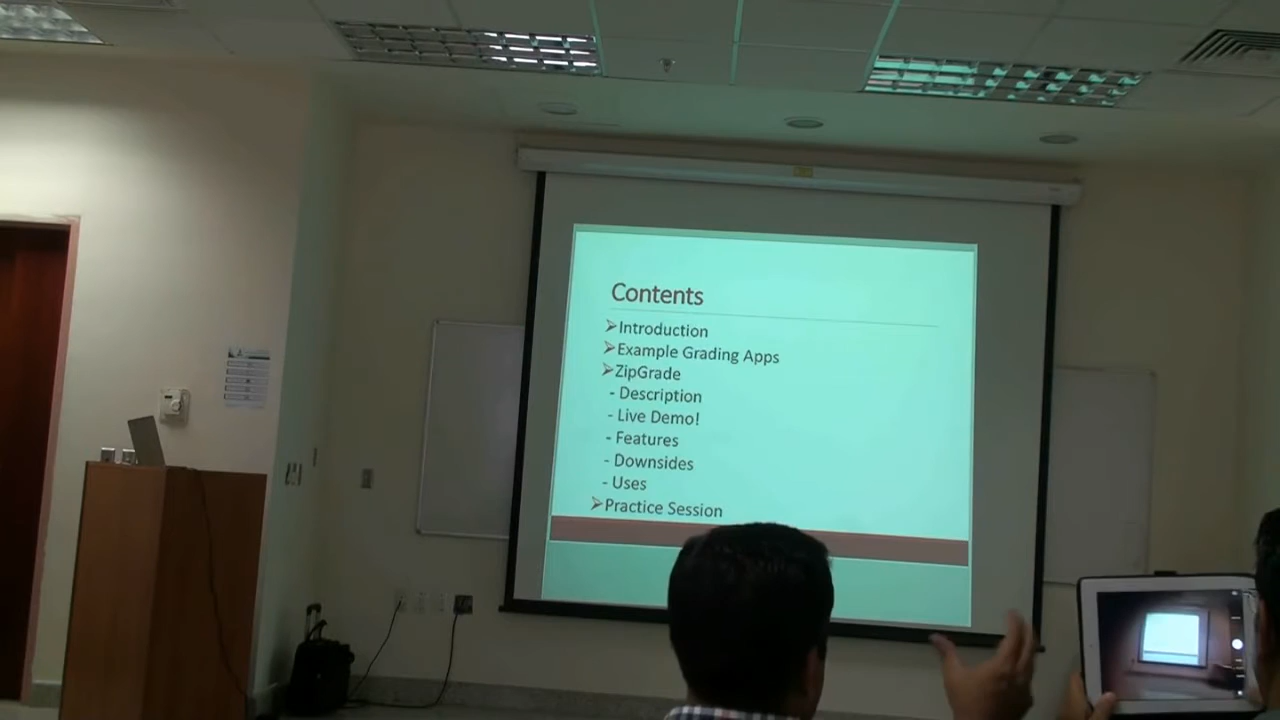 Contents
➢Introduction
➢Example Grading Apps
➢ZipGrade
- Description
- Live Demo!
- Features
- Downsides
- Uses
➢Practice Session